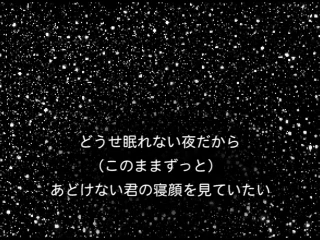 どうせ眠れない夜だから
（このままずっと）
あどけない君の寝顔を見ていたい